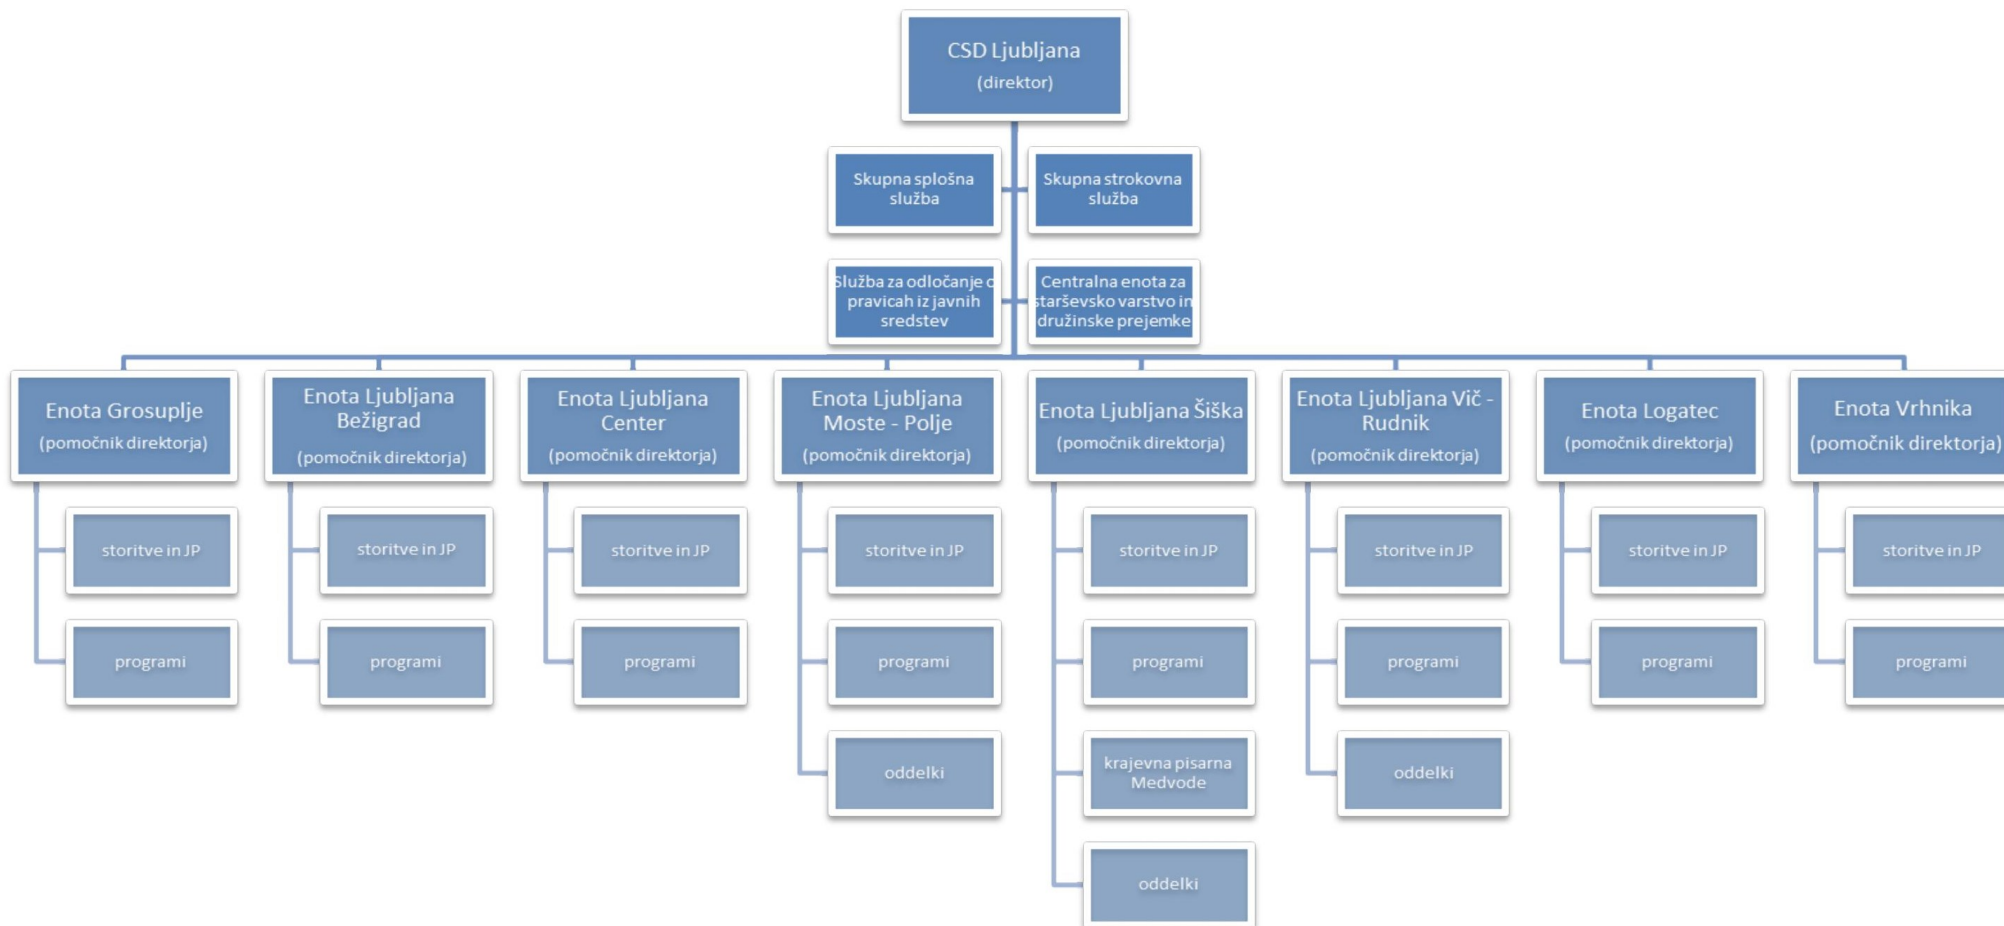 CSD Ljubljana
(direktor)
Skupna splošna
služba
Skupna strokovna
služba
Služba za odločanje o
pravicah iz javnih
sredstev
Centralna enota za
starševsko varstvo in
družinske prejemke
Enota Grosuplje
(pomočnik direktorja)
storitve in JP
programi
Enota Ljubljana
Bežigrad
(pomočnik direktorja)
storitve in JP
programi
Enota Ljubljana
Center
(pomočnik direktorja)
storitve in JP
programi
Enota Ljubljana
Moste - Polje
(pomočnik direktorja)
storitve in JP
programi
oddelki
Enota Ljubljana Šiška
(pomočnik direktorja)
storitve in JP
programi
krajevna pisarna
Medvode
oddelki
Enota Ljubljana Vič -
Rudnik
(pomočnik direktorja)
storitve in JP
programi
oddelki
Enota Logatec
(pomočnik direktorja)
storitve in JP
programi
Enota Vrhnika
(pomočnik direktorja)
storitve in JP
programi